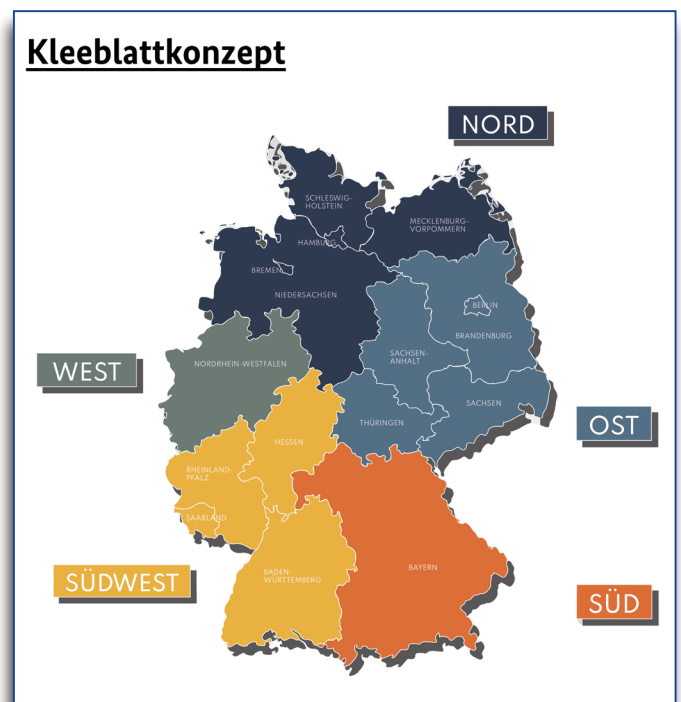 Kleeblattkonzept
NORD
SCHLESWIG-
HOLSTEIN
MECKLENBURG-
VORPOMMERN
HAMBURG
BREMEN
NIEDERSACHSEN
BERLIN
BRANDENBURG
SACHSEN-
ANHALT
NORDRHEIN-WESTFALEN
WEST
SACHSEN
THÜRINGEN
OST
HESSEN
RHEINLAND-
PFALZ
SAARLAND
BADEN-
WÜRTTEMBERG
BAYERN
SÜDWEST
SÜD